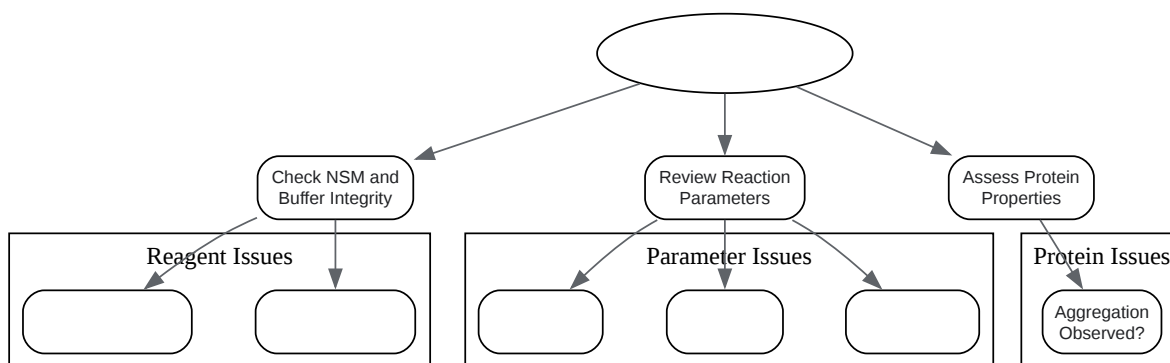 Check NSM and
Buffer Integrity
Review Reaction
Parameters
Assess Protein
Properties
Reagent Issues
Parameter Issues
Protein Issues
Aggregation
Observed?